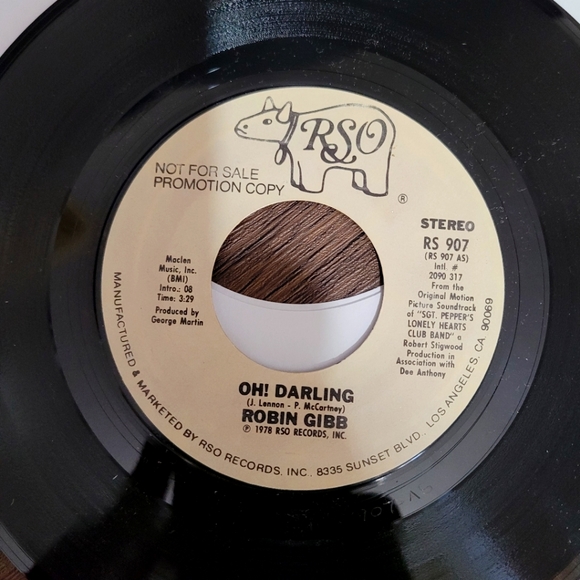 RSO
®
NOT FOR SALE
PROMOTION COPY
STEREO
RS 907
(RS 907 AS)
Intl #
2090 317
From the
Original Motion
Picture Soundtrack
of "SGT. PEPPER'S
LONELY HEARTS
CLUB BAND" a
Robert Stigwood
Production in
Association with
Dee Anthony
Maclen
Music, Inc.
(BMI)
Intro.: 08
Time: 3:29
Produced by
George Martin
OH! DARLING
(J. Lennon - P. McCartney)
ROBIN GIBB
℗ 1978 RSO RECORDS, INC.
MANUFACTURED & MARKETED BY RSO RECORDS, INC., 8335 SUNSET BLVD., LOS ANGELES, CA 90069